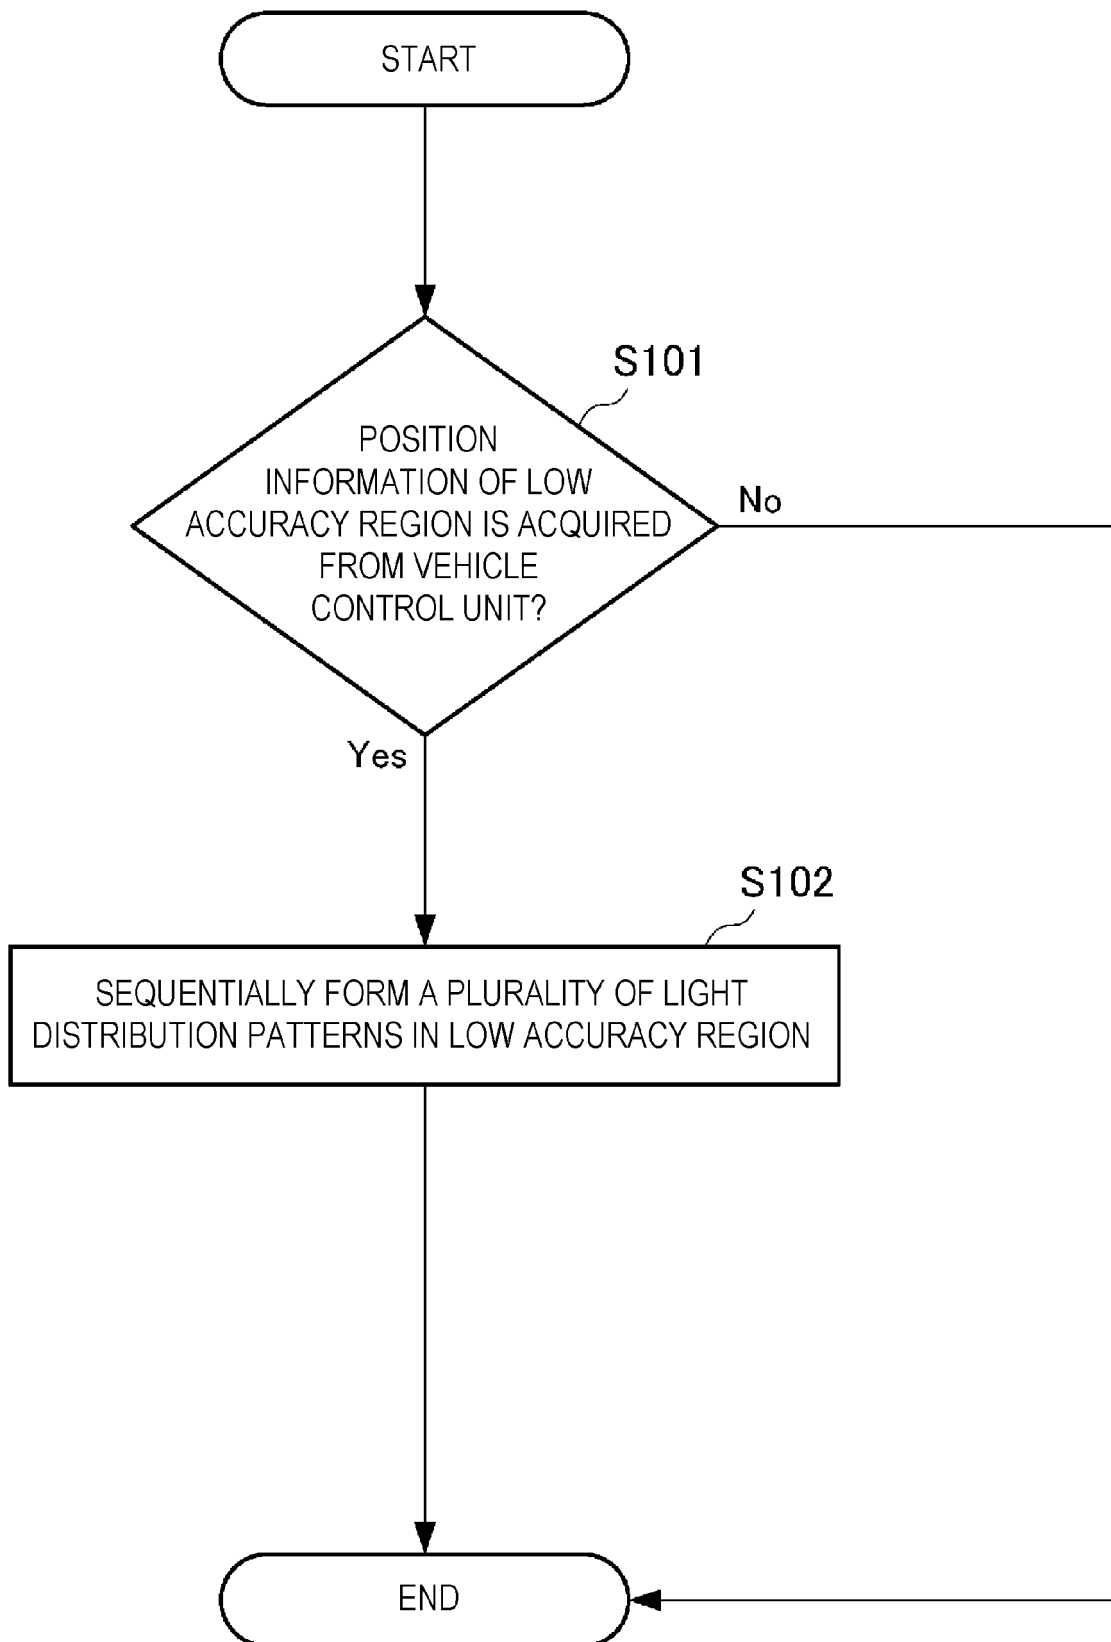 START
S101
POSITION
INFORMATION OF LOW
ACCURACY REGION IS ACQUIRED
FROM VEHICLE
CONTROL UNIT?
No
Yes
S102
SEQUENTIALLY FORM A PLURALITY OF LIGHT
DISTRIBUTION PATTERNS IN LOW ACCURACY REGION
END